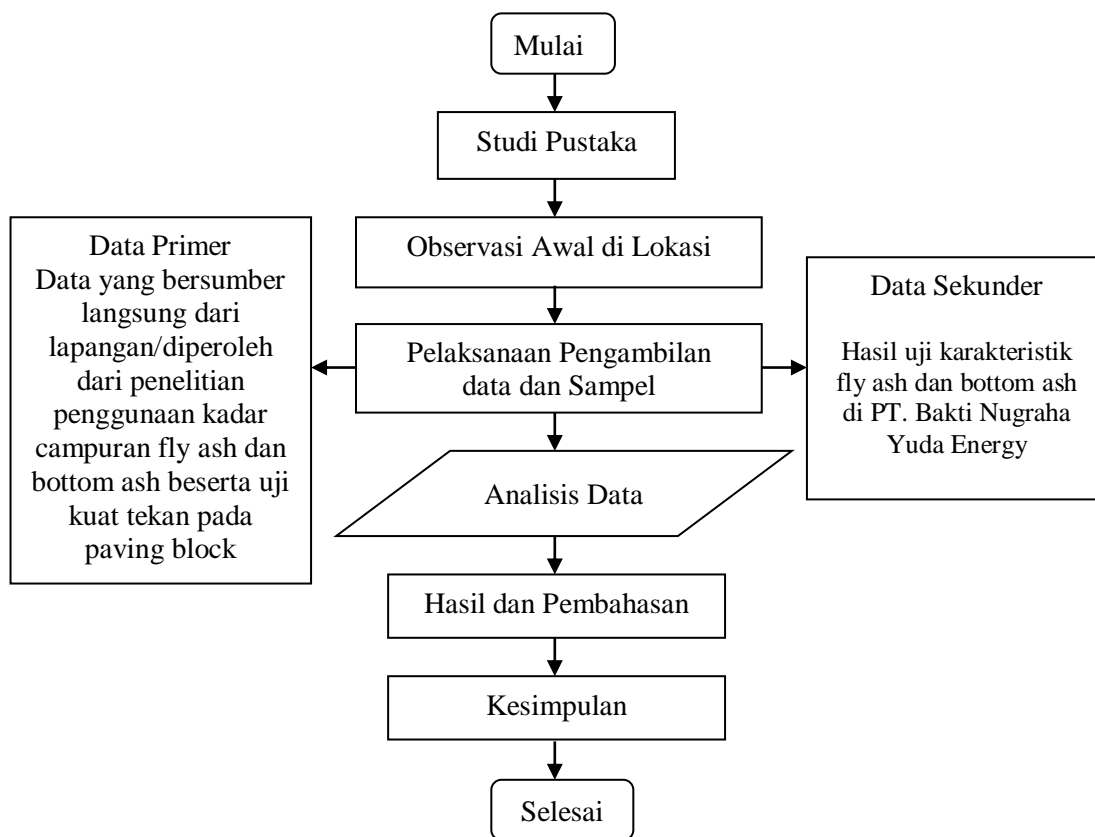 Mulai
Studi Pustaka
Observasi Awal di Lokasi
Data Primer
Data yang bersumber
langsung dari
lapangan/diperoleh
dari penelitian
penggunaan kadar
campuran fly ash dan
bottom ash beserta uji
kuat tekan pada
paving block
Pelaksanaan Pengambilan
data dan Sampel
Data Sekunder
Hasil uji karakteristik
fly ash dan bottom ash
di PT. Bakti Nugraha
Yuda Energy
Analisis Data
Hasil dan Pembahasan
Kesimpulan
Selesai